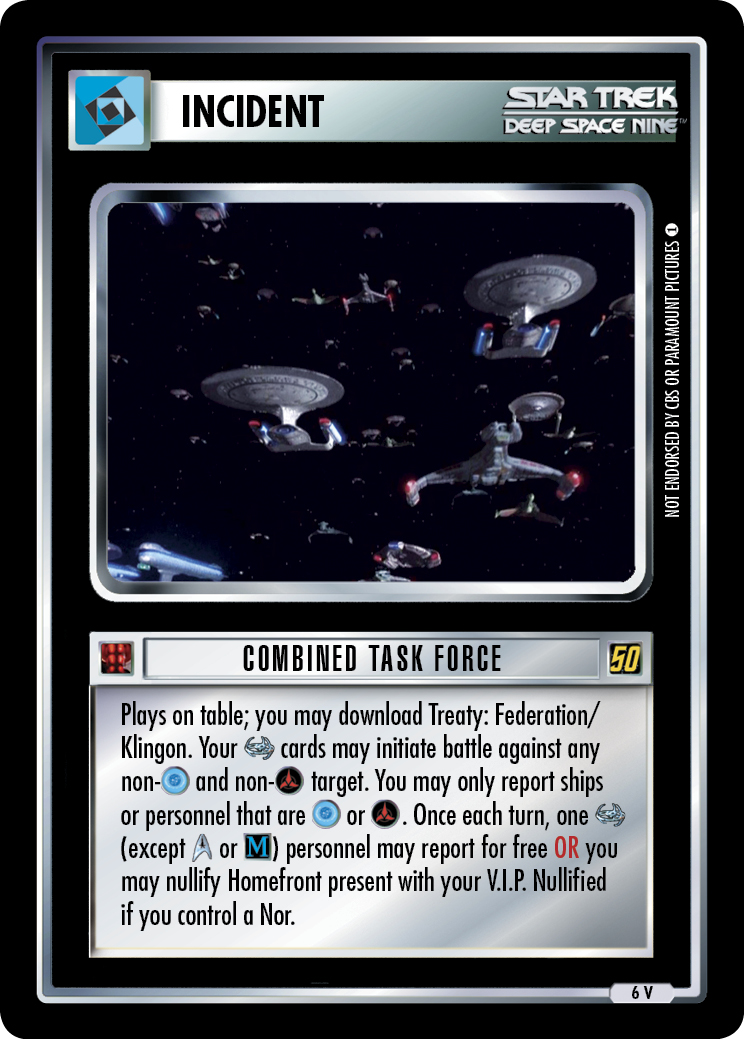 INCIDENT
STAR TREK
DEEP SPACE NINE™
NOT ENDORSED BY CBS OR PARAMOUNT PICTURES 1
COMBINED TASK FORCE
50
Plays on table; you may download Treaty: Federation/
Klingon. Your cards may initiate battle against any
non- and non- target. You may only report ships
or personnel that are or . Once each turn, one
(except or M) personnel may report for free OR you
may nullify Homefront present with your V.I.P. Nullified
if you control a Nor.
6 V